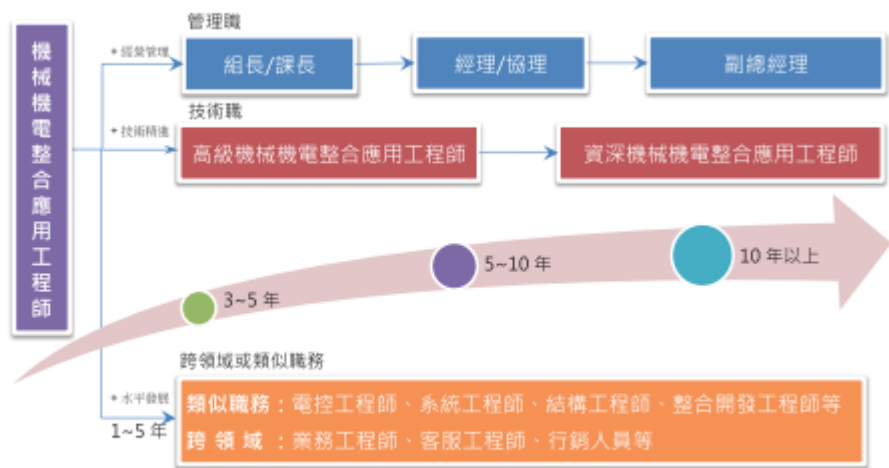 機械機電整合應用工程師
管理職
*經營管理
組長/課長
經理/協理
副總經理
技術職
*技術精進
高級機械機電整合應用工程師
資深機械機電整合應用工程師
3~5 年
5~10 年
10 年以上
跨領域或類似職務
*水平發展
1~5 年
類似職務：電控工程師、系統工程師、結構工程師、整合開發工程師等
跨 領 域 ：業務工程師、客服工程師、行銷人員等